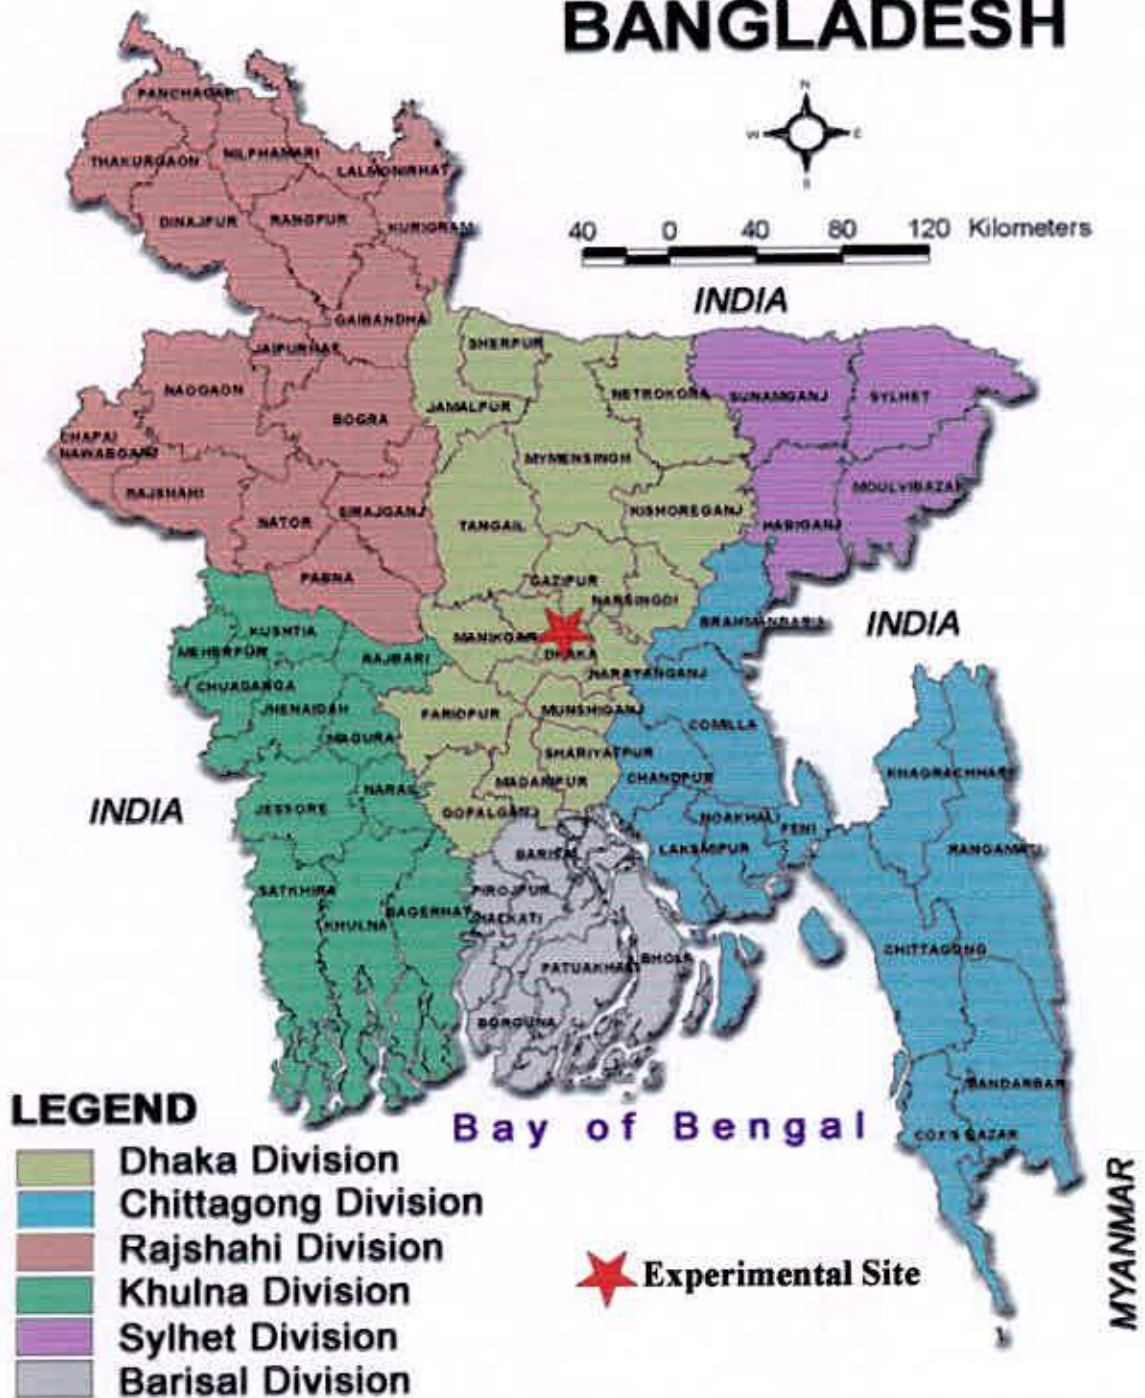 BANGLADESH
N
W
E
S
40 0 40 80 120 Kilometers
INDIA
PANCHAGAR
THAKURGAON
NILPHAMARI
LALMONIRHAT
DINAJPUR
RANGPUR
KURIGRAM
GAIBANDHA
JAIPURHAT
NAOGAON
BOGRA
CHAPAI
NAWABGANJ
RAJSHAHI
NATOR
SIRAJGANJ
PABNA
SHERPUR
JAMALPUR
NETROKONA
MYMENSINGH
TANGAIL
KISHOREGANJ
GAZIPUR
NARSINGDI
DHAKA
NARAYANGANJ
MUNSHIGANJ
FARIDPUR
SHARIYATPUR
MADARIPUR
GOPALGANJ
SUNAMGANJ
SYLHET
MOULVIBAZAR
HABIGANJ
INDIA
KUSHTIA
MEHERPUR
RAJBARI
CHUADANGA
JHENAIDAH
MAGURA
NARAIL
JESSORE
SATKHIRA
KHULNA
BAGERHAT
INDIA
COMILLA
CHANDPUR
NOAKHALI
FENI
LAKSMIPUR
KHAGRACHHARI
RANGAMATI
CHITTAGONG
BANDARBAN
COX'S BAZAR
BARISAL
PIROJPUR
PATUAKHALI
BHOLA
BORGUNA
Bay of Bengal
MYANMAR
LEGEND
Dhaka Division
Chittagong Division
Rajshahi Division
Khulna Division
Sylhet Division
Barisal Division
Experimental Site